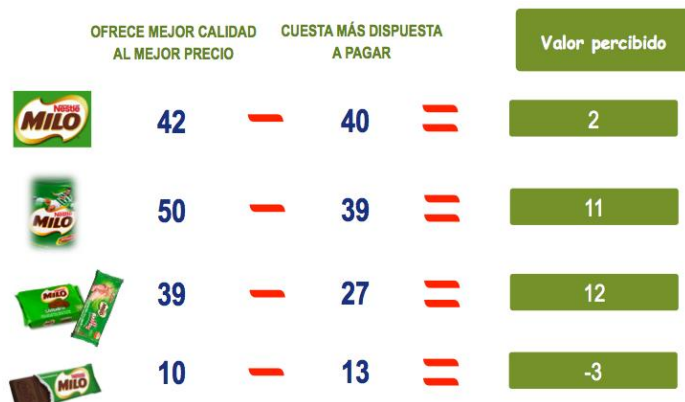 OFRECE MEJOR CALIDAD
AL MEJOR PRECIO
CUESTA MÁS DISPUESTA
A PAGAR
Valor percibido
Nestlé
MILO
42 − 40 = 2
MILO
50 − 39 = 11
MILO
39 − 27 = 12
MILO
10 − 13 = -3